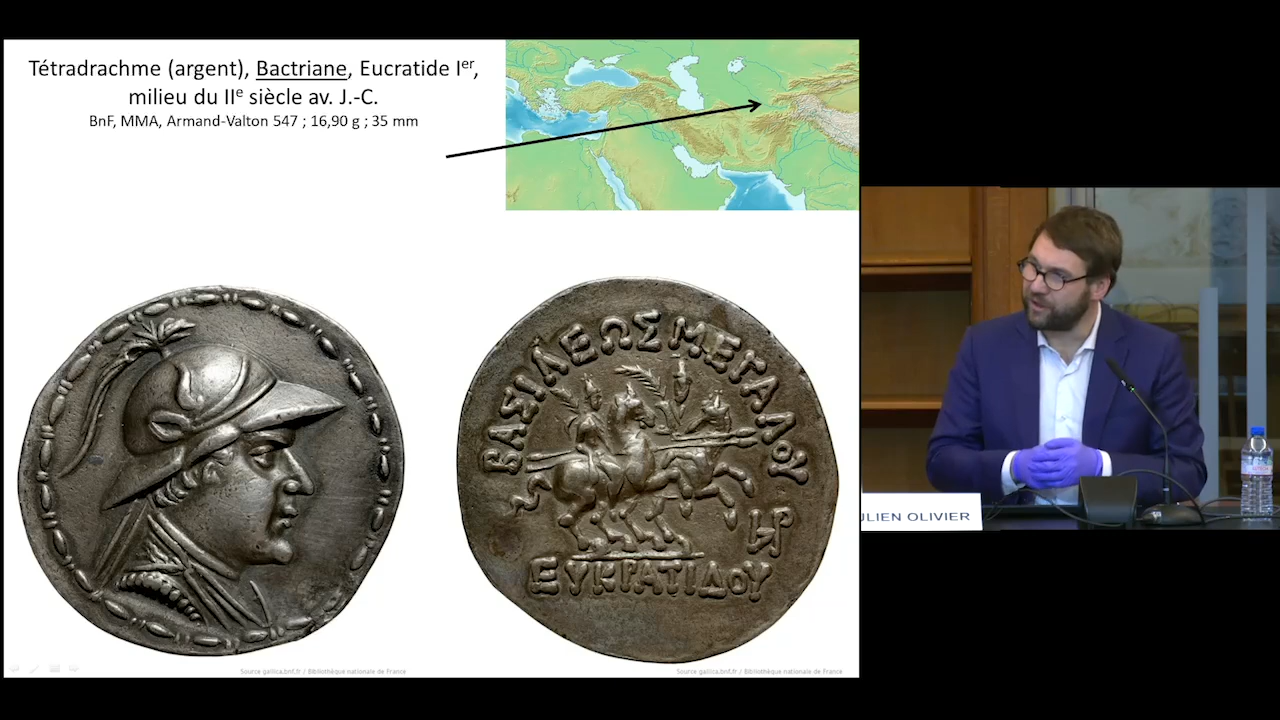 Tétradrachme (argent), Bactriane, Eucratide Ier,
milieu du IIe siècle av. J.-C.
BnF, MMA, Armand-Valton 547 ; 16,90 g ; 35 mm
ΒΑΣΙΛΕΩΣ ΜΕΓΑΛΟΥ
ΕΥΚΡΑΤΙΔΟΥ
Source gallica.bnf.fr / Bibliothèque nationale de France
Source gallica.bnf.fr / Bibliothèque nationale de France
ULIEN OLIVIER